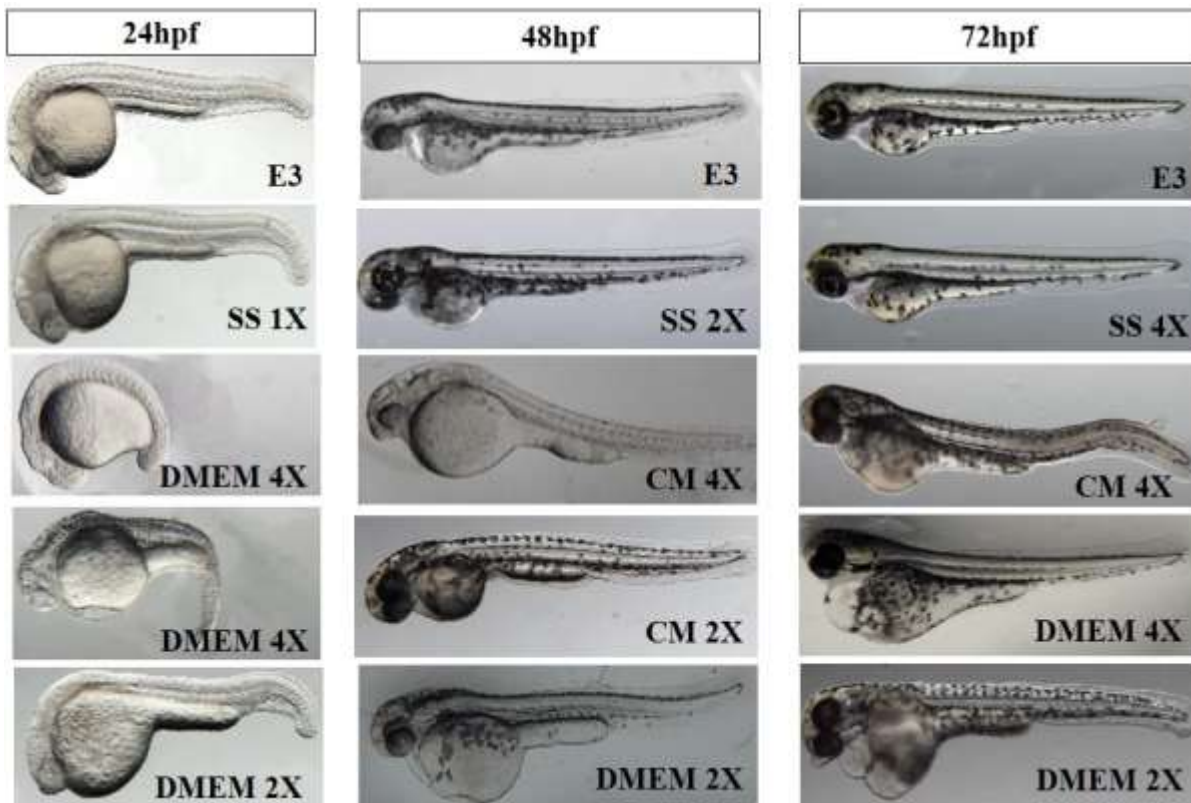 24hpf
48hpf
72hpf
E3
E3
E3
SS 1X
SS 2X
SS 4X
DMEM 4X
CM 4X
CM 4X
DMEM 4X
CM 2X
DMEM 4X
DMEM 2X
DMEM 2X
DMEM 2X